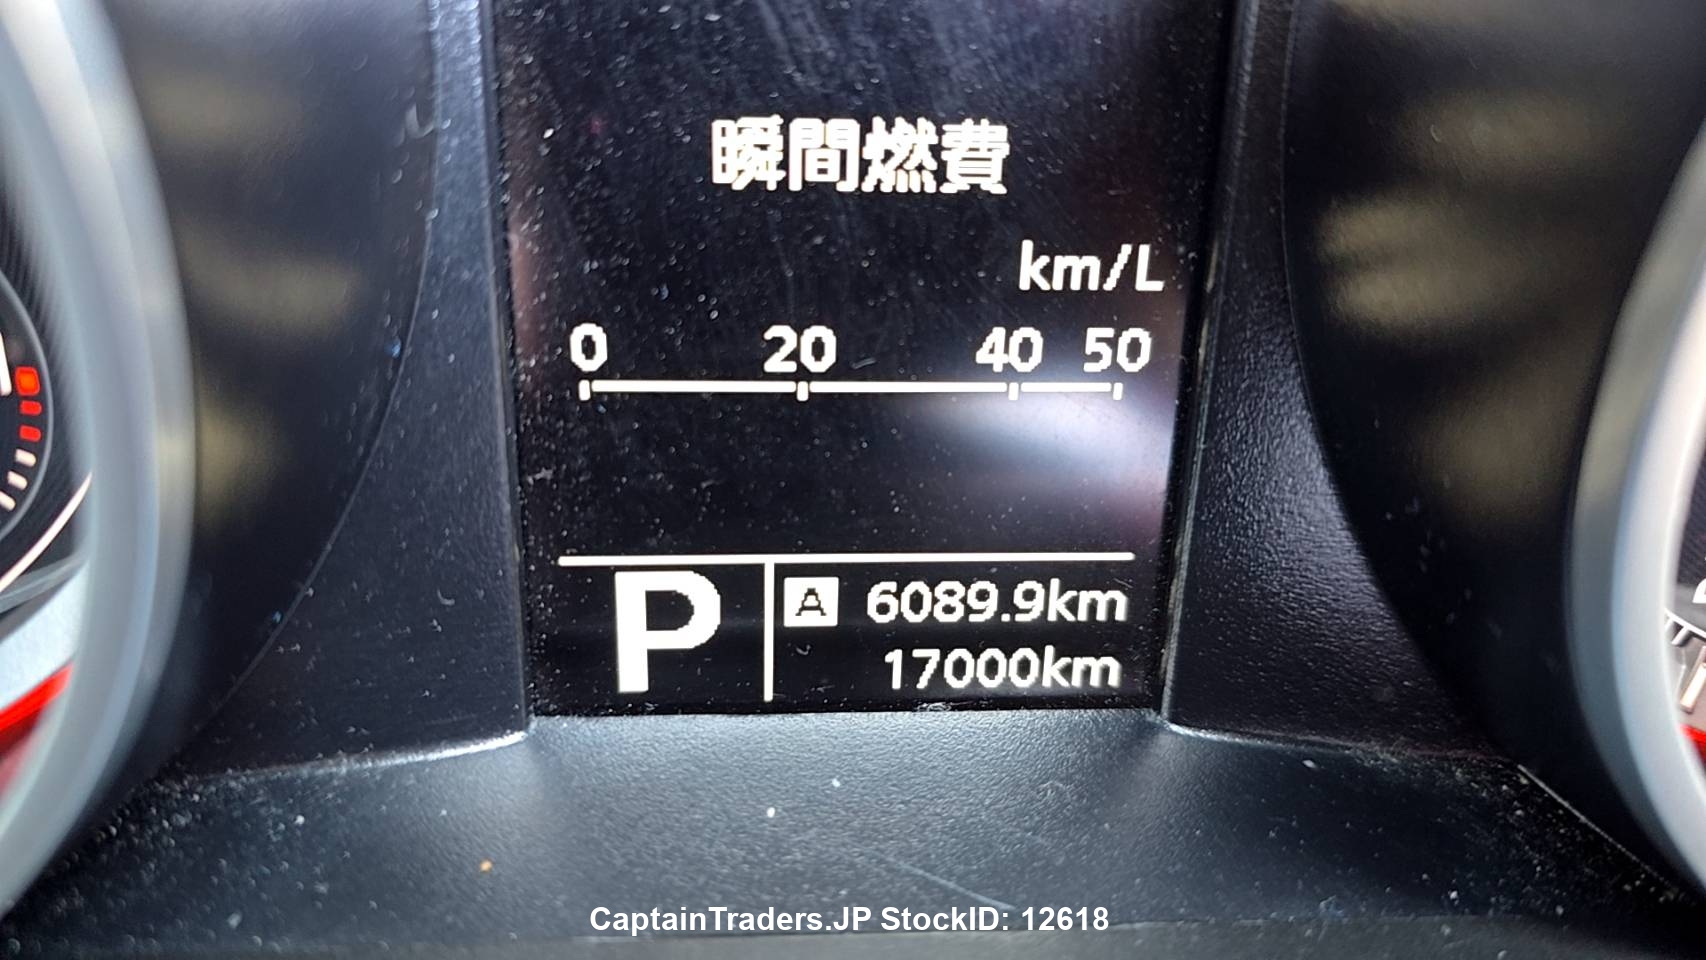 瞬間燃費
km/L
0 20 40 50
P A 6089.9km
17000km
CaptainTraders.JP StockID: 12618